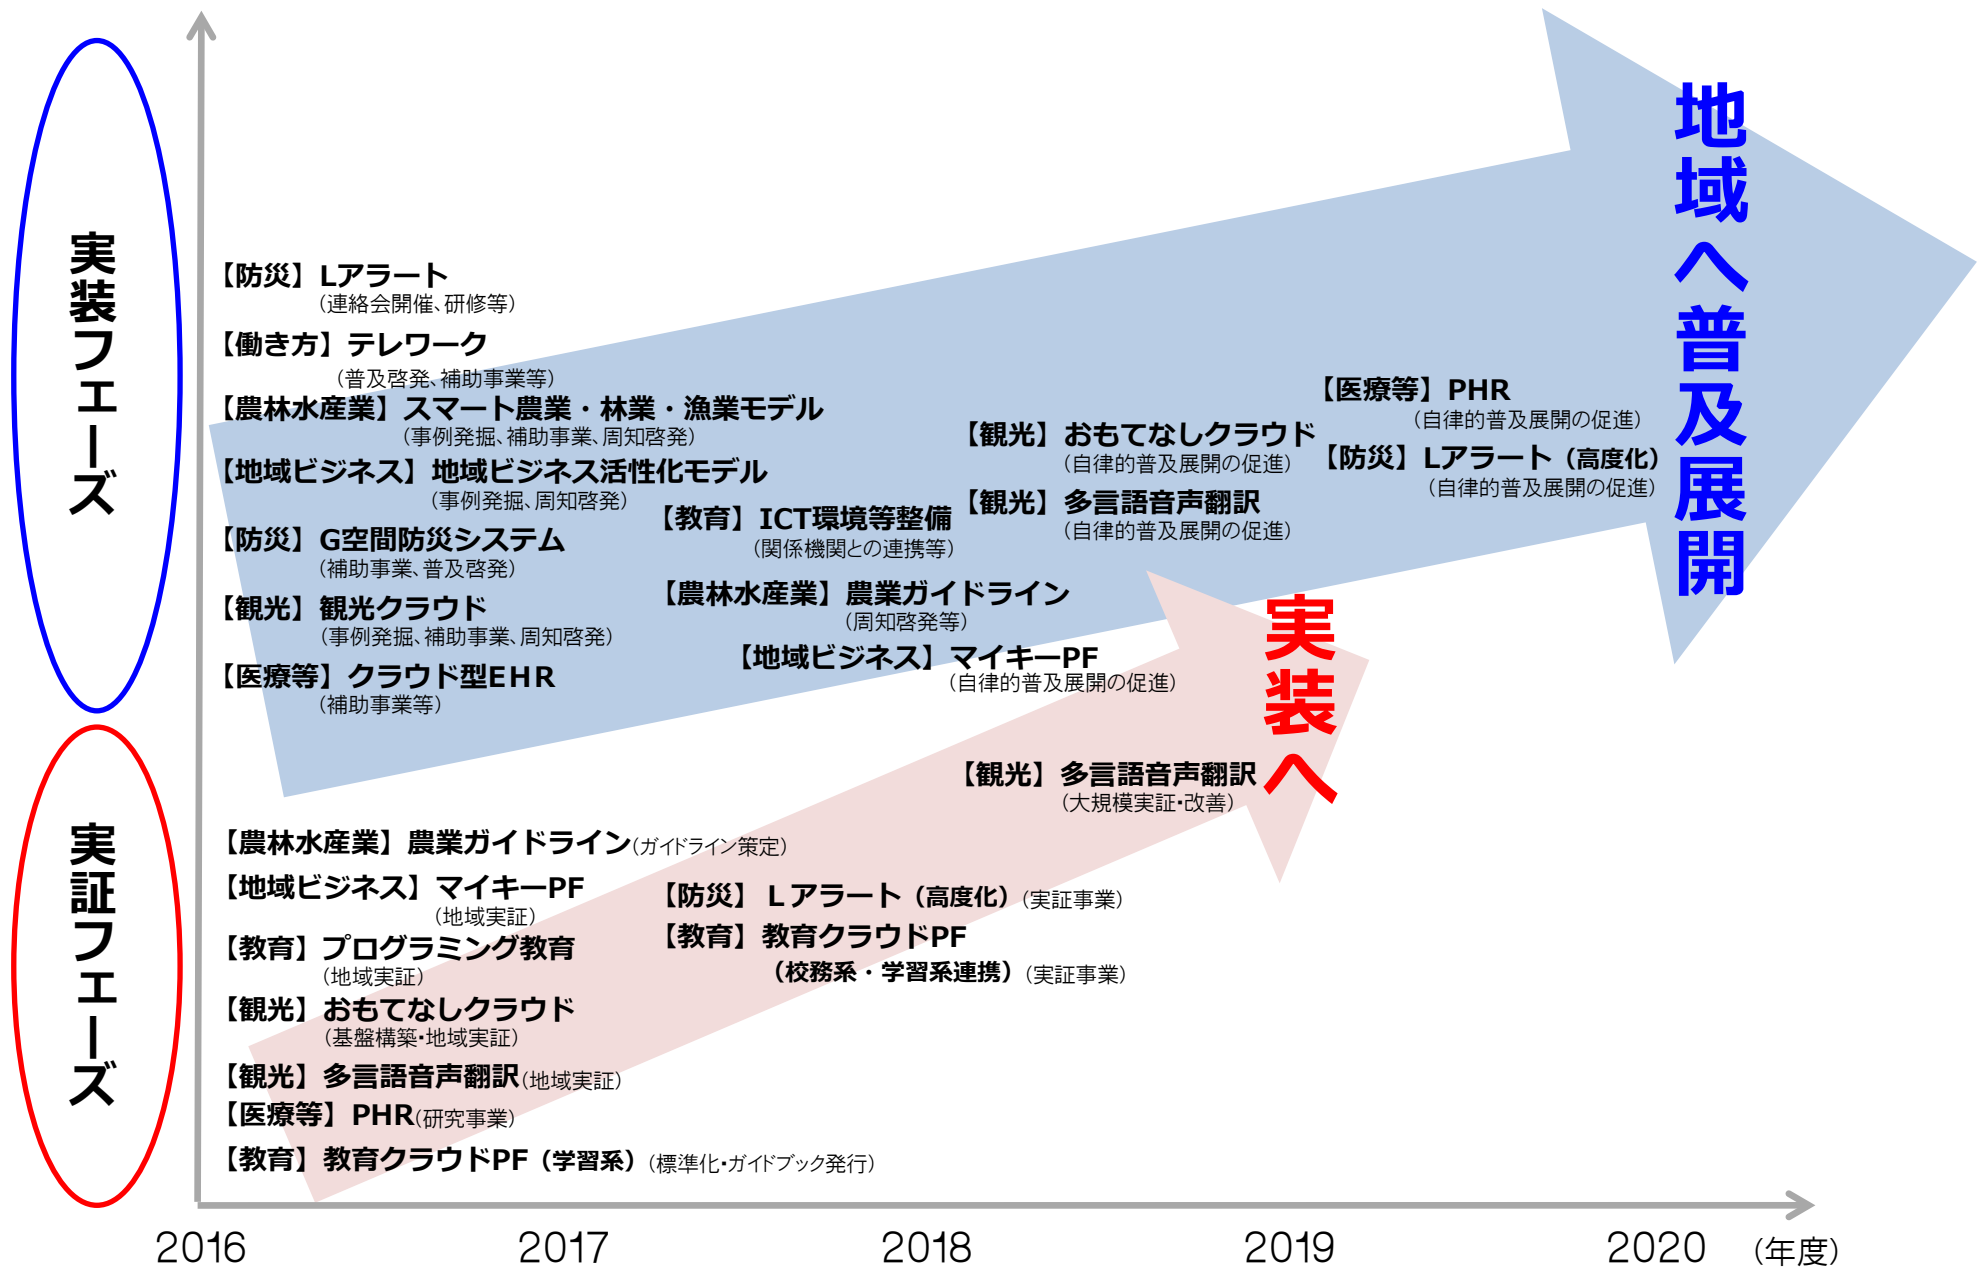 実装フェーズ
【防災】Lアラート
（連絡会開催、研修等）
【働き方】テレワーク
（普及啓発、補助事業等）
【農林水産業】スマート農業・林業・漁業モデル
（事例発掘、補助事業、周知啓発）
【地域ビジネス】地域ビジネス活性化モデル
（事例発掘、周知啓発）
【防災】G空間防災システム
（補助事業、普及啓発）
【観光】観光クラウド
（事例発掘、補助事業、周知啓発）
【医療等】クラウド型EHR
（補助事業等）
【教育】ICT環境等整備
（関係機関との連携等）
【農林水産業】農業ガイドライン
（周知啓発等）
【地域ビジネス】マイキーPF
（自律的普及展開の促進）
【観光】おもてなしクラウド
（自律的普及展開の促進）
【観光】多言語音声翻訳
（自律的普及展開の促進）
【医療等】PHR
（自律的普及展開の促進）
【防災】Lアラート（高度化）
（自律的普及展開の促進）
地域へ普及展開
実証フェーズ
【農林水産業】農業ガイドライン（ガイドライン策定）
【地域ビジネス】マイキーPF
（地域実証）
【教育】プログラミング教育
（地域実証）
【観光】おもてなしクラウド
（基盤構築・地域実証）
【観光】多言語音声翻訳（地域実証）
【医療等】PHR（研究事業）
【教育】教育クラウドPF（学習系）（標準化・ガイドブック発行）
【防災】Ｌアラート（高度化）（実証事業）
【教育】教育クラウドPF
（校務系・学習系連携）（実証事業）
【観光】多言語音声翻訳
（大規模実証・改善）
実装へ
2016 2017 2018 2019 2020 （年度）